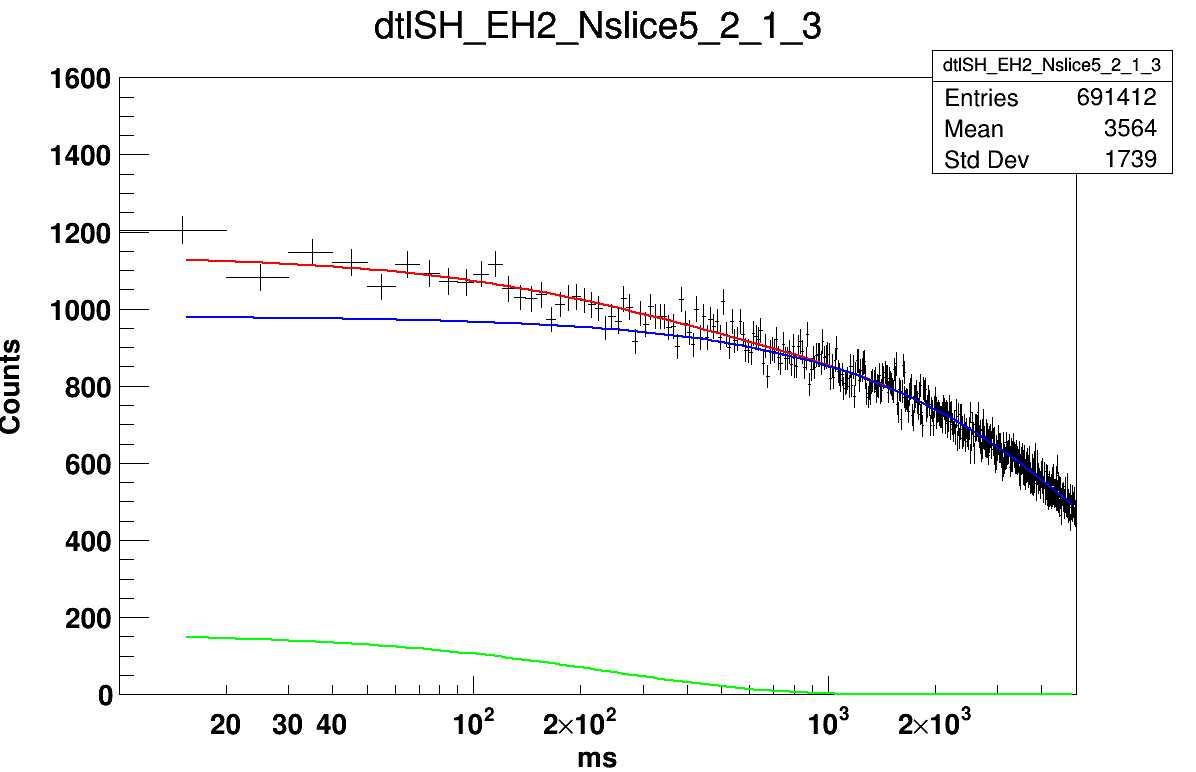 dtlSH_EH2_Nslice5_2_1_3
dtlSH_EH2_Nslice5_2_1_3
Entries 691412
Mean 3564
Std Dev 1739
1600
1400
1200
1000
800
600
400
200
0
Counts
20 30 40 10² 2×10² 10³ 2×10³
ms